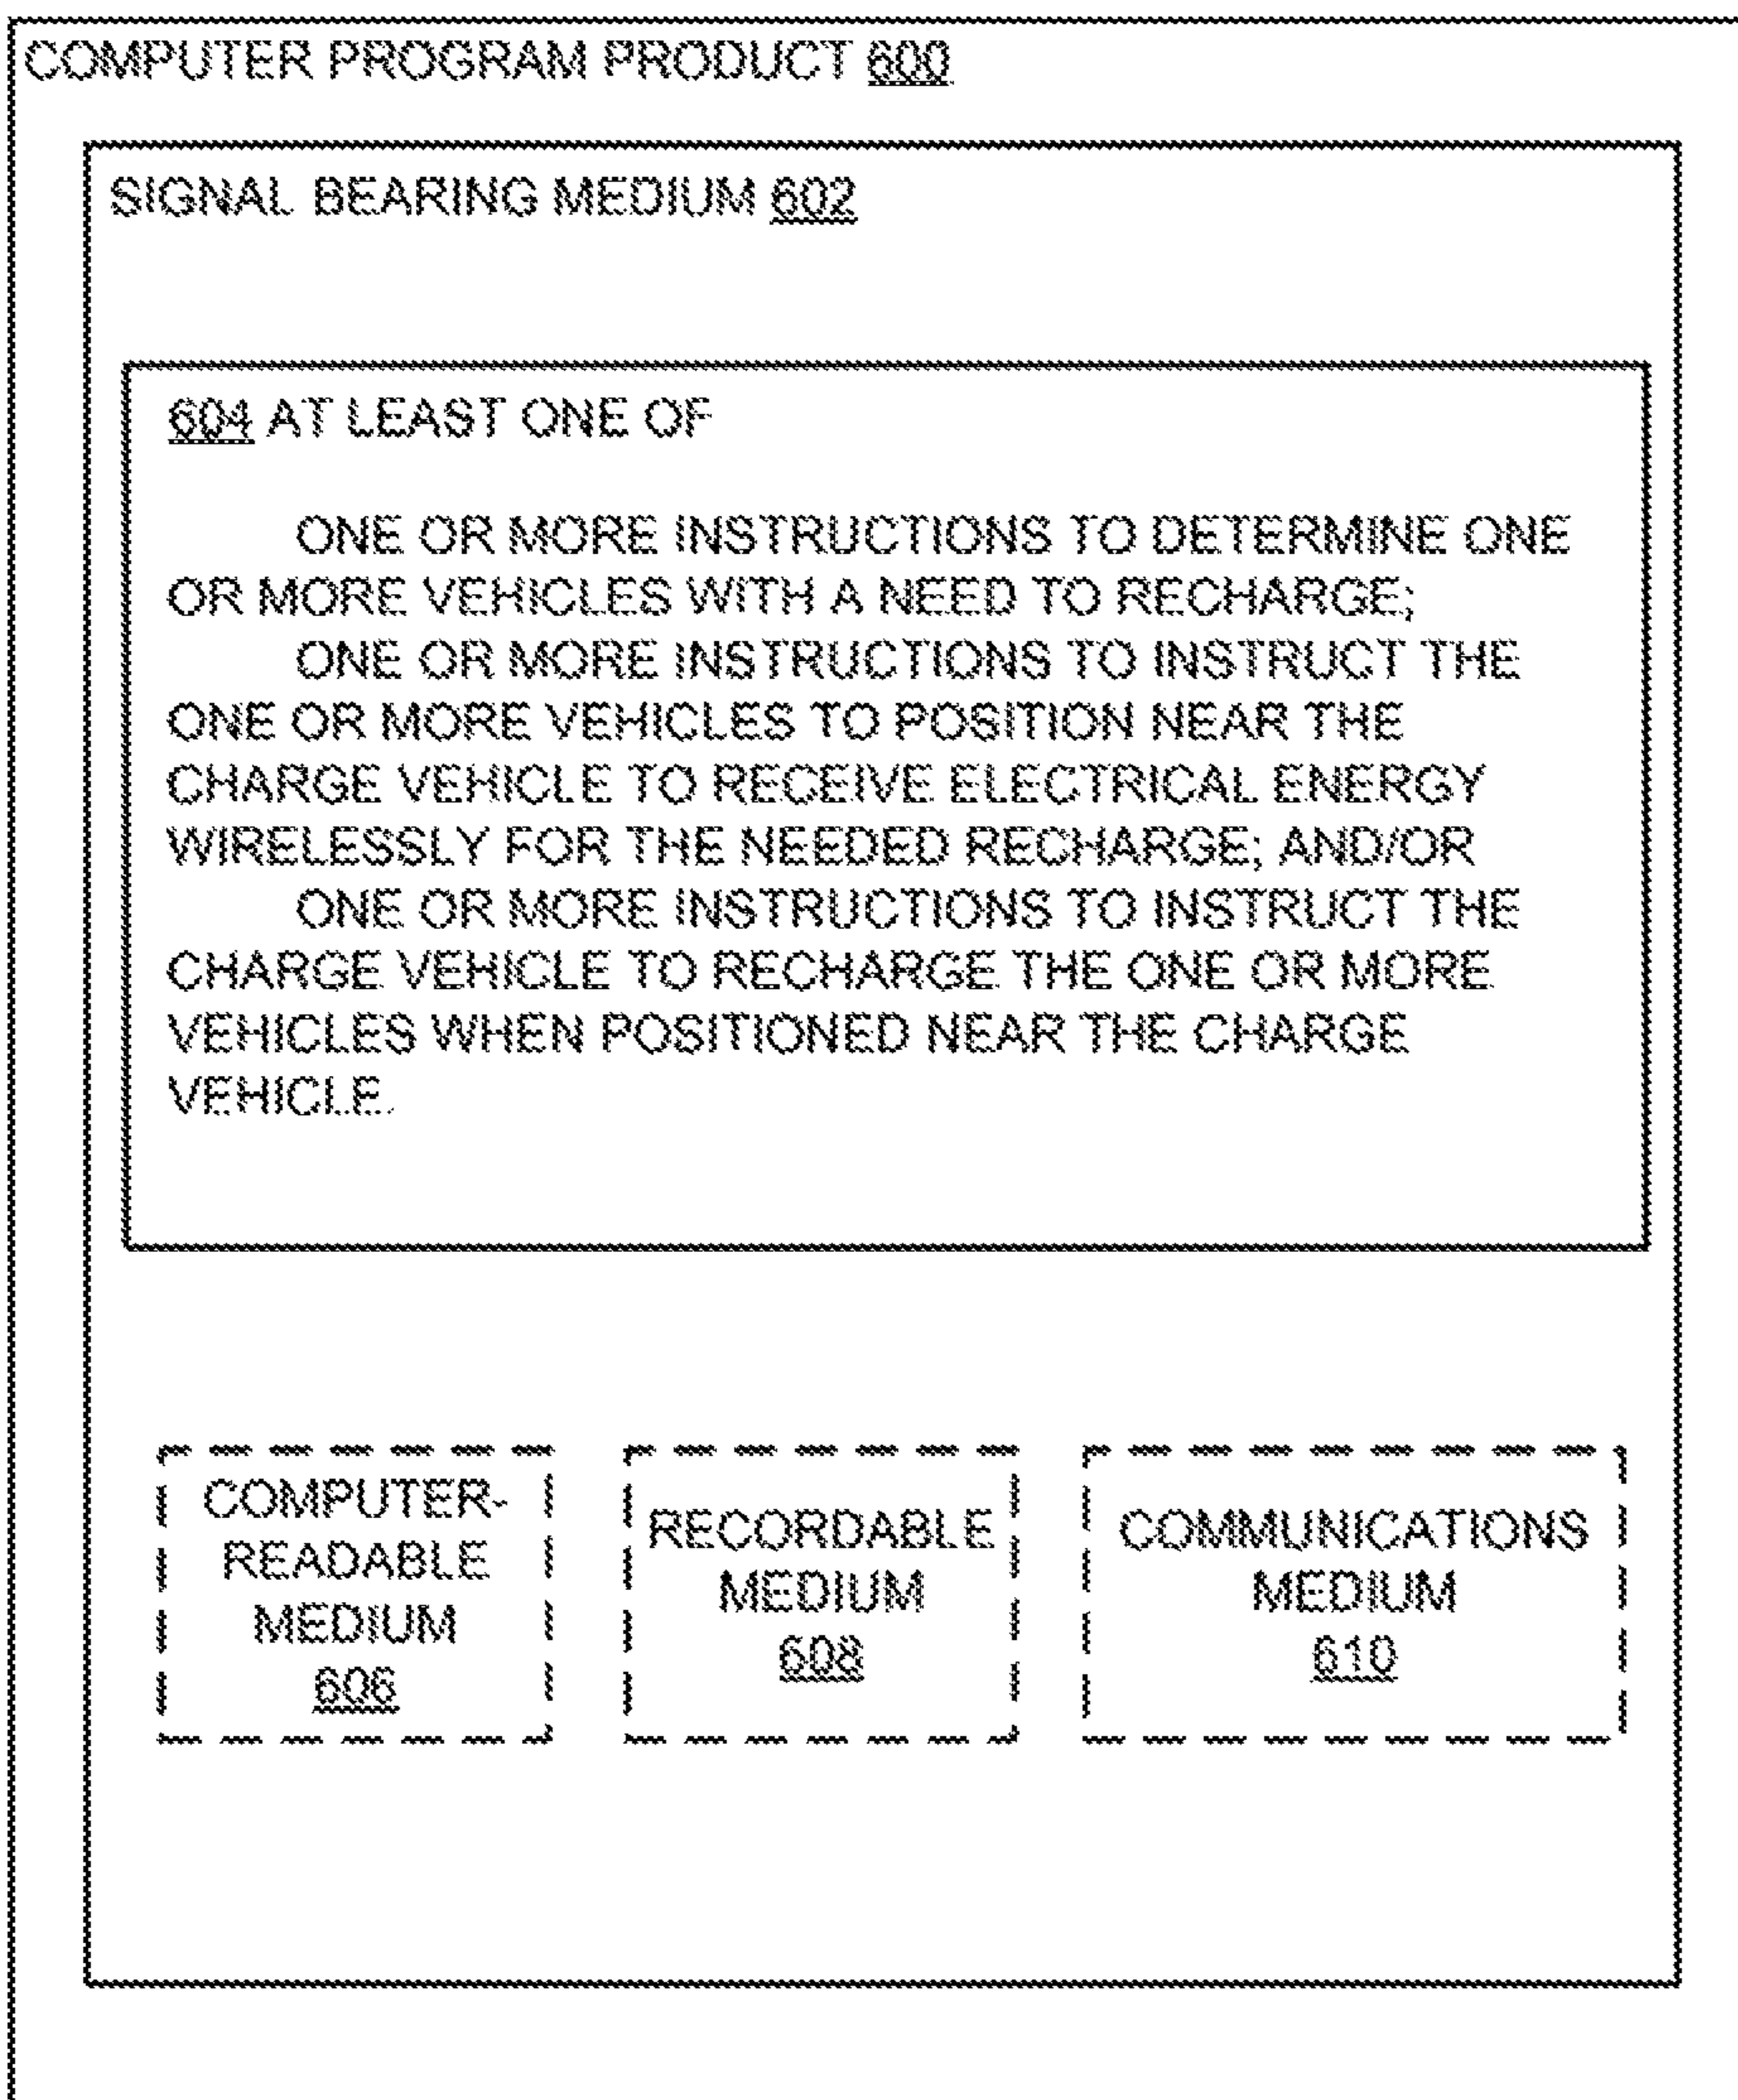 COMPUTER PROGRAM PRODUCT 600
SIGNAL BEARING MEDIUM 602
604 AT LEAST ONE OF
ONE OR MORE INSTRUCTIONS TO DETERMINE ONE
OR MORE VEHICLES WITH A NEED TO RECHARGE;
ONE OR MORE INSTRUCTIONS TO INSTRUCT THE
ONE OR MORE VEHICLES TO POSITION NEAR THE
CHARGE VEHICLE TO RECEIVE ELECTRICAL ENERGY
WIRELESSLY FOR THE NEEDED RECHARGE; AND/OR
ONE OR MORE INSTRUCTIONS TO INSTRUCT THE
CHARGE VEHICLE TO RECHARGE THE ONE OR MORE
VEHICLES WHEN POSITIONED NEAR THE CHARGE
VEHICLE.
COMPUTER-
READABLE
MEDIUM
606
RECORDABLE
MEDIUM
608
COMMUNICATIONS
MEDIUM
610